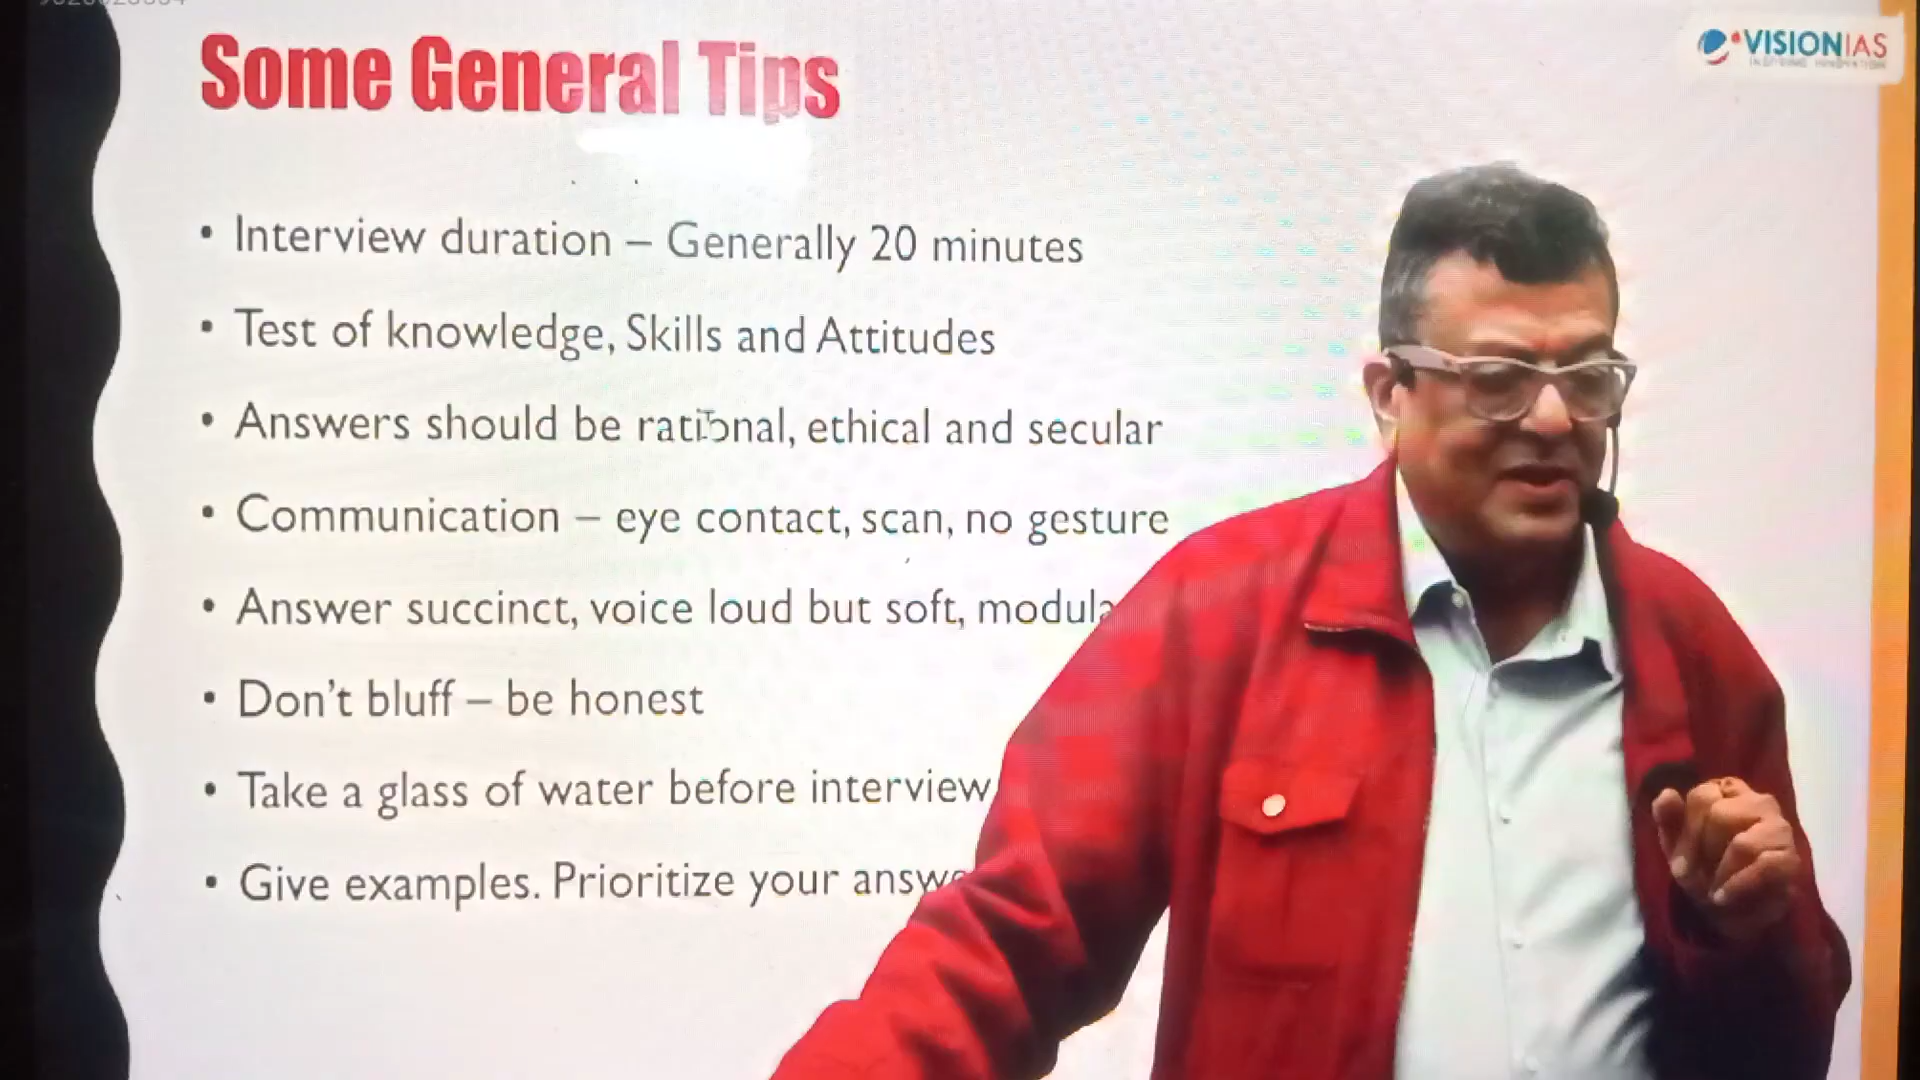 Some General Tips
VISIONIAS
INSPIRING INNOVATION
• Interview duration – Generally 20 minutes
• Test of knowledge, Skills and Attitudes
• Answers should be rational, ethical and secular
• Communication – eye contact, scan, no gesture
• Answer succinct, voice loud but soft,
• Don't bluff – be honest
• Take a glass of water before interview
• Give examples. Prioritize your